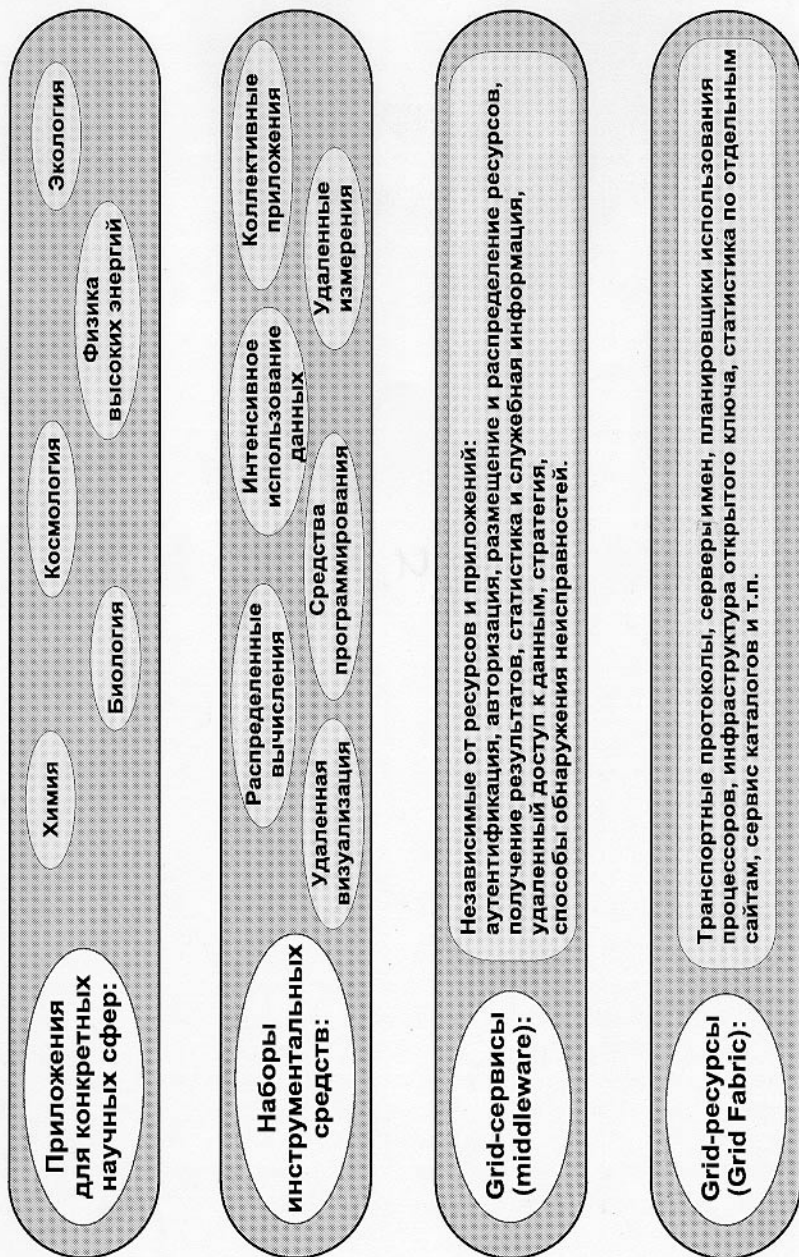 Приложения
для конкретных
научных сфер:
Химия
Биология
Космология
Физика
высоких энергий
Экология
Наборы
инструментальных
средств:
Удаленная
визуализация
Распределенные
вычисления
Средства
программирования
Интенсивное
использование
данных
Удаленные
измерения
Коллективные
приложения
Grid-сервисы
(middleware):
Независимые от ресурсов и приложений:
аутентификация, авторизация, размещение и распределение ресурсов,
получение результатов, статистика и служебная информация,
удаленный доступ к данным, стратегия,
способы обнаружения неисправностей.
Grid-ресурсы
(Grid Fabric):
Транспортные протоколы, серверы имен, планировщики использования
процессоров, инфраструктура открытого ключа, статистика по отдельным
сайтам, сервис каталогов и т.п.